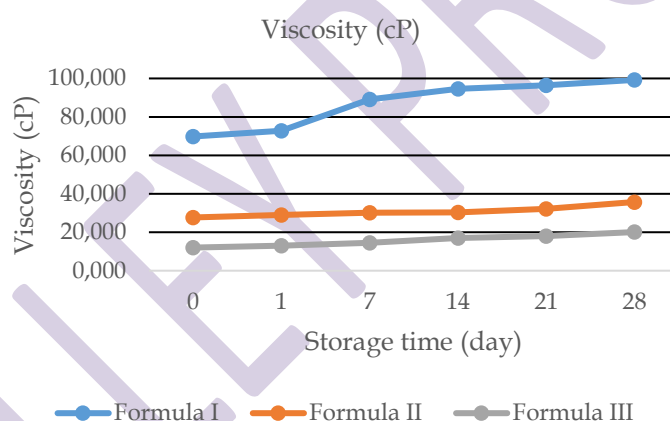 Viscosity (cP)
100,000
80,000
60,000
40,000
20,000
0,000
Viscosity (cP)
0 1 7 14 21 28
Storage time (day)
Formula I Formula II Formula III